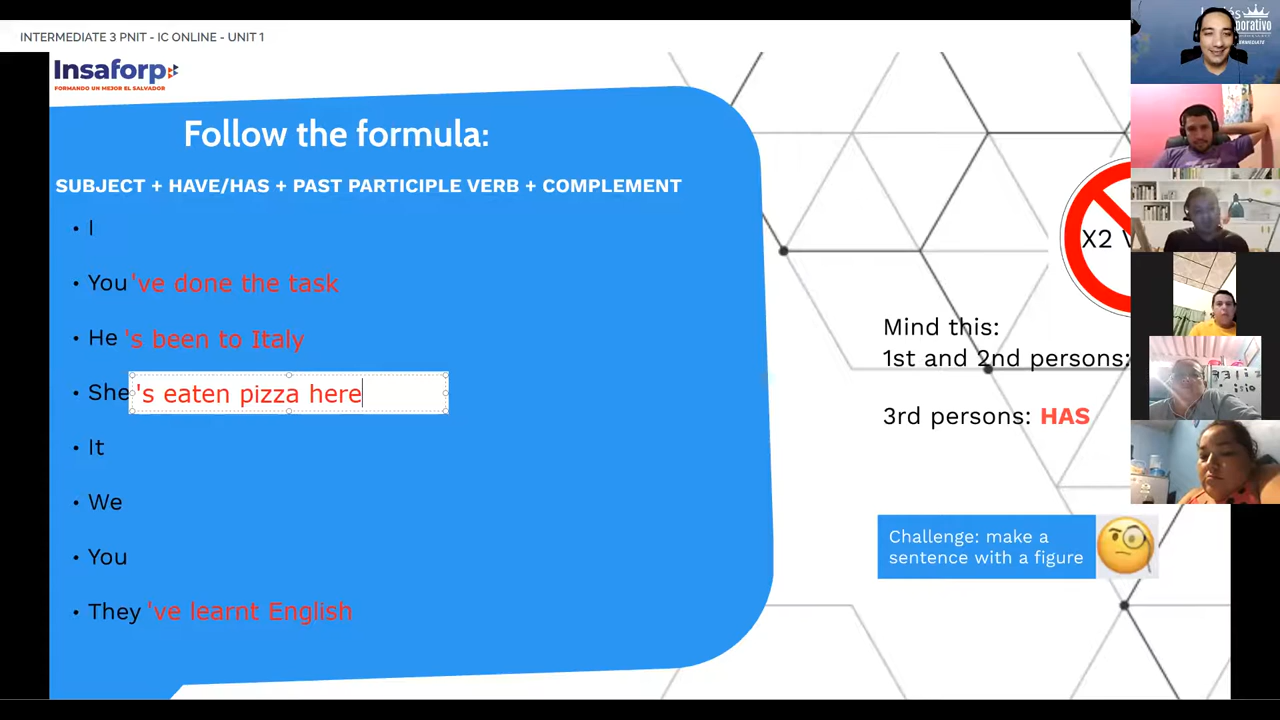 INTERMEDIATE 3 PNIT - IC ONLINE - UNIT 1
Insaforp
FORMANDO UN MEJOR EL SALVADOR
Follow the formula:
SUBJECT + HAVE/HAS + PAST PARTICIPLE VERB + COMPLEMENT
• I
• You 've done the task
• He 's been to Italy
• She 's eaten pizza here
• It
• We
• You
• They 've learnt English
X2
Mind this:
1st and 2nd persons:
3rd persons: HAS
Challenge: make a
sentence with a figure